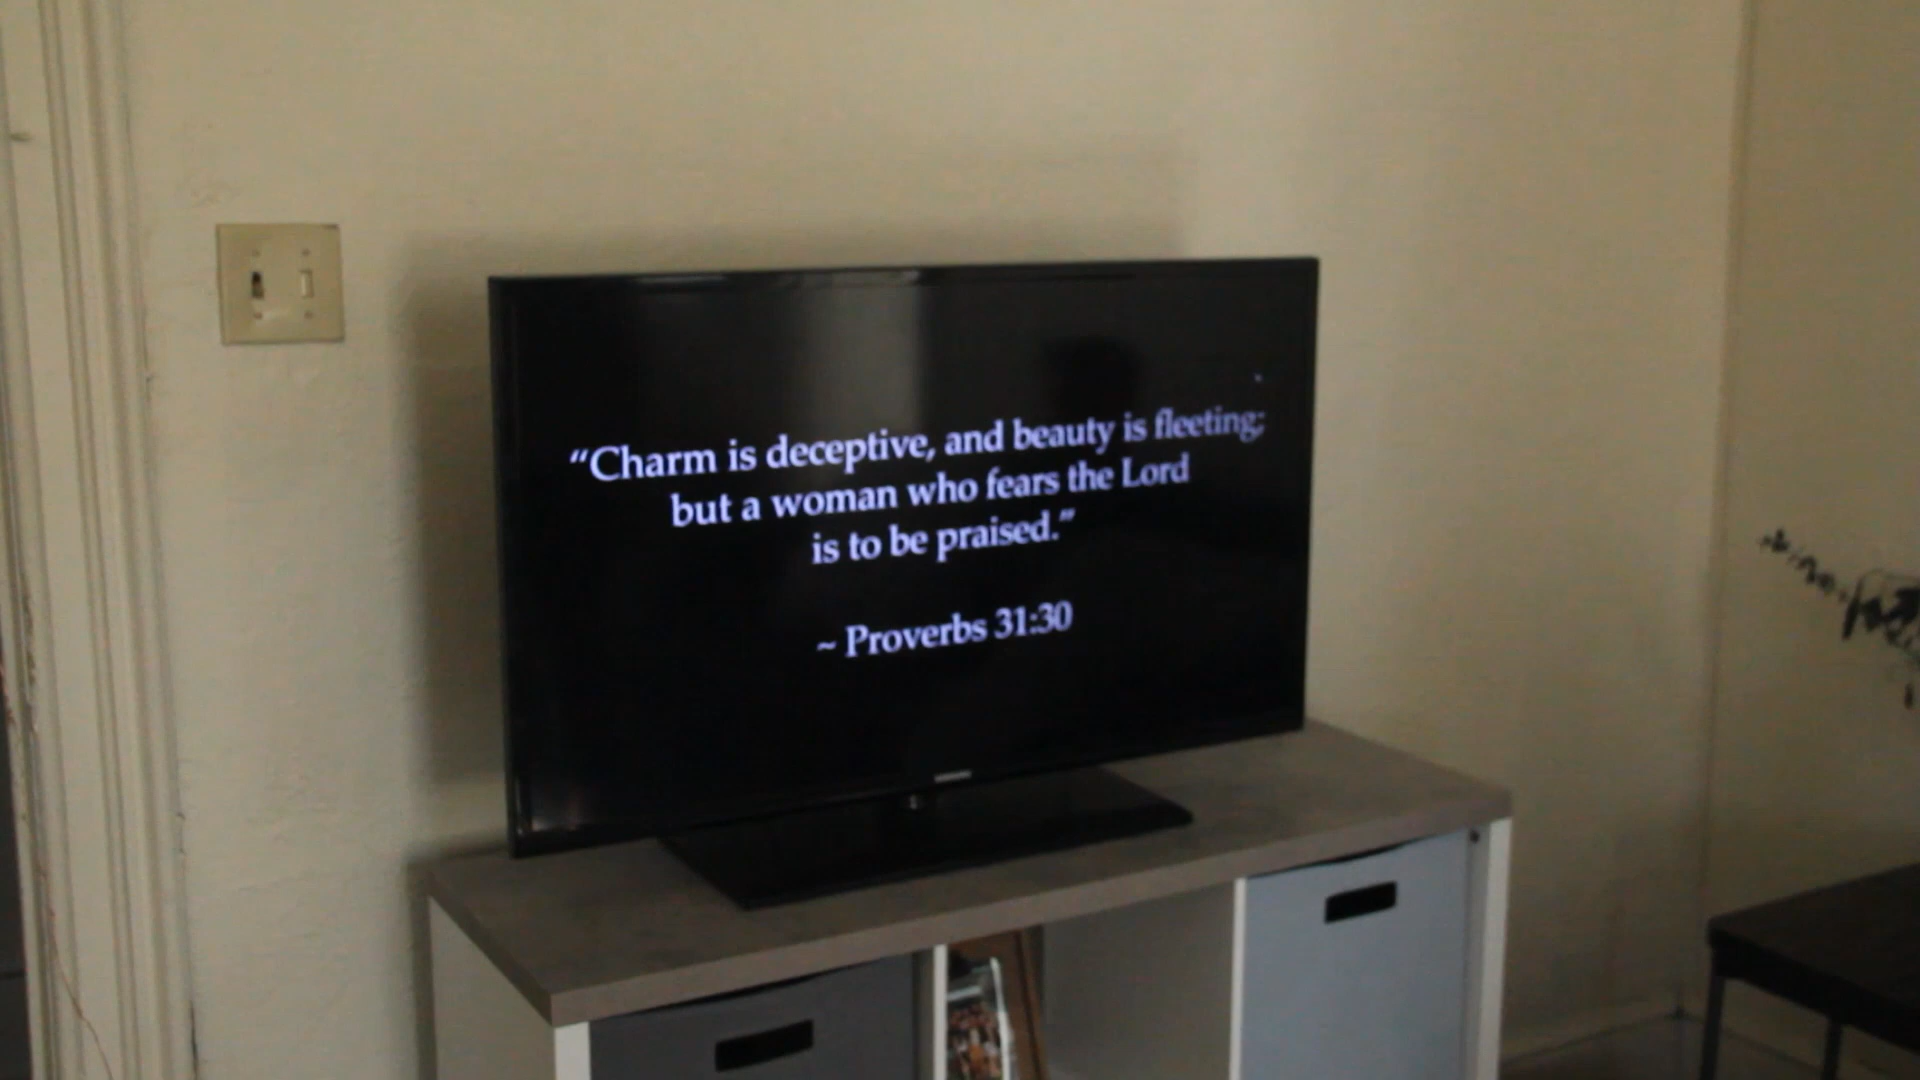 “Charm is deceptive, and beauty is fleeting;
but a woman who fears the Lord
is to be praised.”
~ Proverbs 31:30